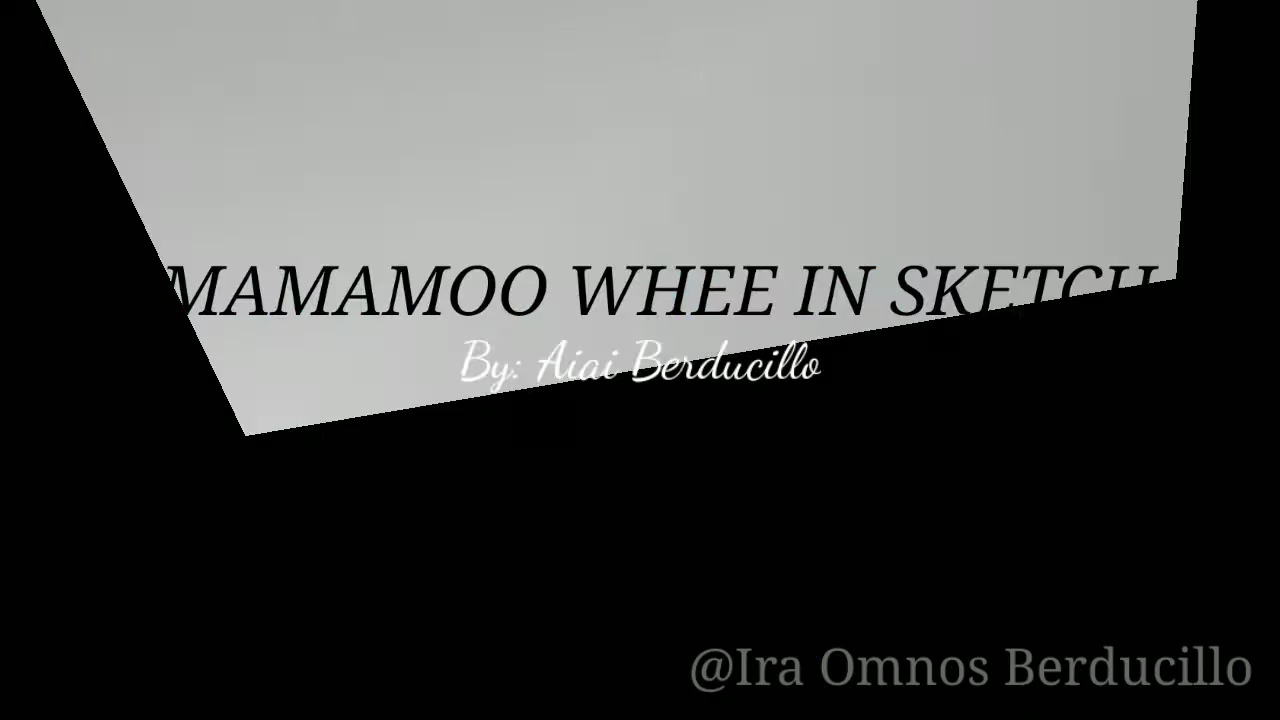 MAMAMOO WHEE IN SKETCH
By: Aiai Berducillo
@Ira Omnos Berducillo